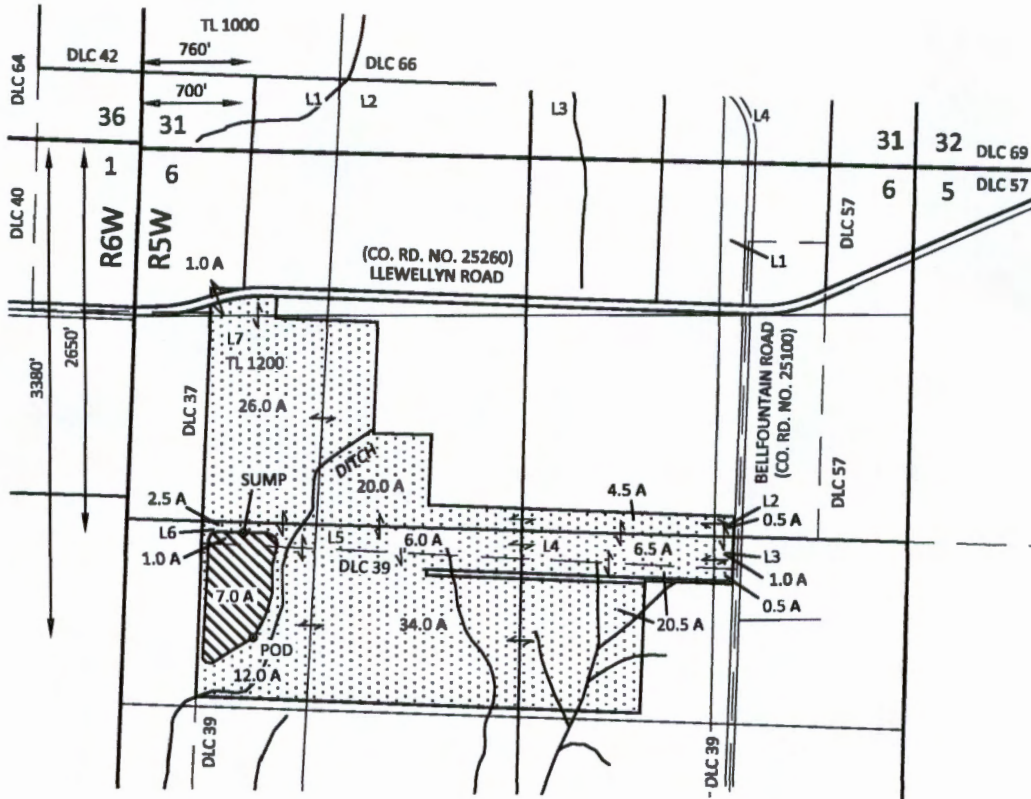 TL 1000
DLC 64
DLC 42
760'
DLC 66
700'
L1
L2
L3
L4
36
31
31
32
DLC 69
1
6
6
5
DLC 57
DLC 40
R6W
R5W
DLC 57
L1
(CO. RD. NO. 25260)
LLEWELLYN ROAD
1.0 A
3380'
2650'
L7
TL 1200
26.0 A
DLC 37
BELLFOUNTAIN ROAD
(CO. RD. NO. 25100)
DLC 57
DITCH
SUMP
20.0 A
4.5 A
2.5 A
L2
0.5 A
L6
L5
6.0 A
L4
6.5 A
L3
1.0 A
DLC 39
1.0 A
0.5 A
7.0 A
34.0 A
20.5 A
POD
12.0 A
DLC 39
DLC 39